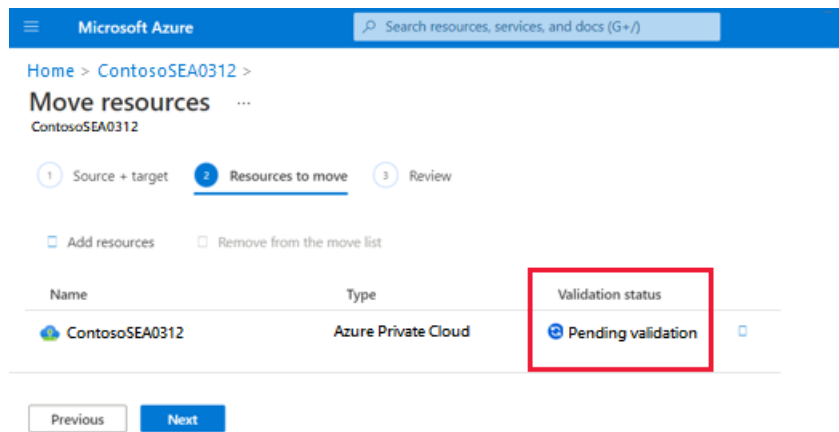 Microsoft Azure
Search resources, services, and docs (G+/)
Home > ContosoSEA0312 >
Move resources ...
ContosoSEA0312
1 Source + target 2 Resources to move 3 Review
Add resources Remove from the move list
Name Type Validation status
ContosoSEA0312 Azure Private Cloud Pending validation
Previous Next